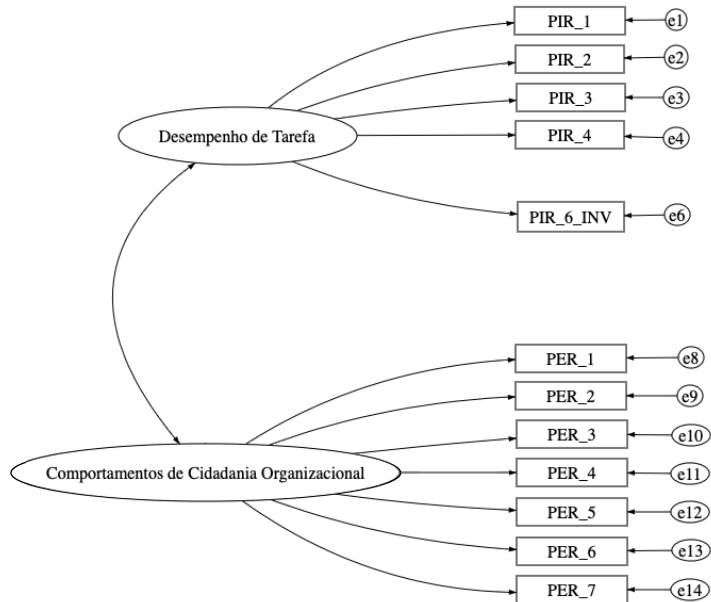 PIR_1 e1
PIR_2 e2
PIR_3 e3
Desempenho de Tarefa PIR_4 e4
PIR_6_INV e6
PER_1 e8
PER_2 e9
PER_3 e10
Comportamentos de Cidadania Organizacional PER_4 e11
PER_5 e12
PER_6 e13
PER_7 e14